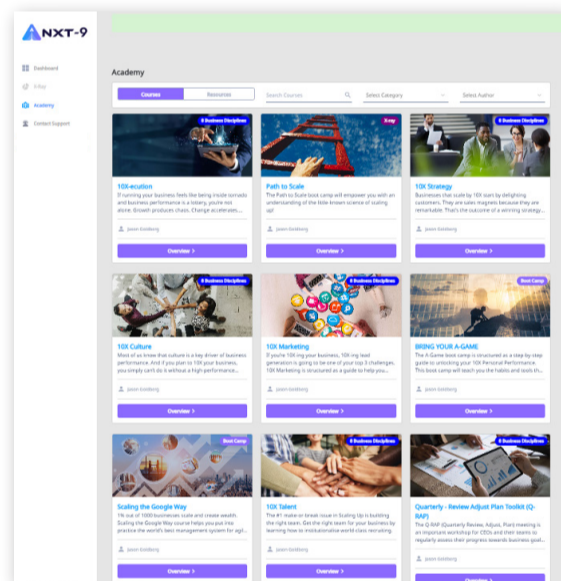 NXT-9
Dashboard
X-Ray
Academy
Contact Support
Academy
Courses
Resources
Search Courses
Select Category
Select Author
8 Business Disciplines
10X-ecution
If running your business feels like being inside tornado
and business performance is a lottery, you're not
alone. Growth produces chaos. Change accelerates....
Jason Goldberg
Overview >
X-ray
Path to Scale
The Path to Scale boot camp will empower you with an
understanding of the little known science of scaling
up!
Jason Goldberg
Overview >
8 Business Disciplines
10X Strategy
Businesses that scale by 10X start by delighting
customers. They are sales magnets because they are
remarkable. That's the outcome of a winning strategy....
Jason Goldberg
Overview >
8 Business Disciplines
10X Culture
Most of us know that culture is a key driver of business
performance. And if you plan to 10X your business,
you simply can't do it without a high performance...
Jason Goldberg
Overview >
8 Business Disciplines
10X Marketing
If you're 10X ing your business, 10X ing lead
generation is going to be one of your top 3 challenges.
10X Marketing is structured as a guide to help you...
Jason Goldberg
Overview >
Boot Camp
BRING YOUR A-GAME
The A Game boot camp is structured as a step-by-step
guide to unlocking your 10X Personal Performance.
This boot camp will teach you the habits and tools th...
Jason Goldberg
Overview >
Boot Camp
Scaling the Google Way
1% out of 1000 businesses scale and create wealth.
Scaling the Google Way course helps you put into
practice the world's best management system for agil...
Jason Goldberg
Overview >
8 Business Disciplines
10X Talent
The #1 make-or-break issue in Scaling Up is building
the right team. Get the right team for your business by
learning how to institutionalize world class recruiting
Jason Goldberg
Overview >
8 Business Disciplines
Quarterly - Review Adjust Plan Toolkit (Q-
RAP)
The Q-RAP (Quarterly Review, Adjust, Plan) meeting is
an important workshop for CEOs and their teams to
regularly assess their progress towards business goal...
Jason Goldberg
Overview >